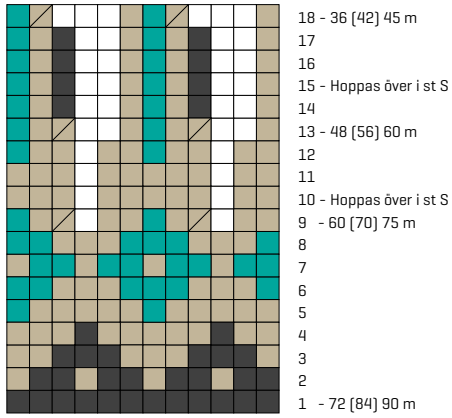 18 - 36 (42) 45 m
17
16
15 - Hoppas över i st S
14
13 - 48 (56) 60 m
12
11
10 - Hoppas över i st S
9 - 60 (70) 75 m
8
7
6
5
4
3
2
1 - 72 (84) 90 m